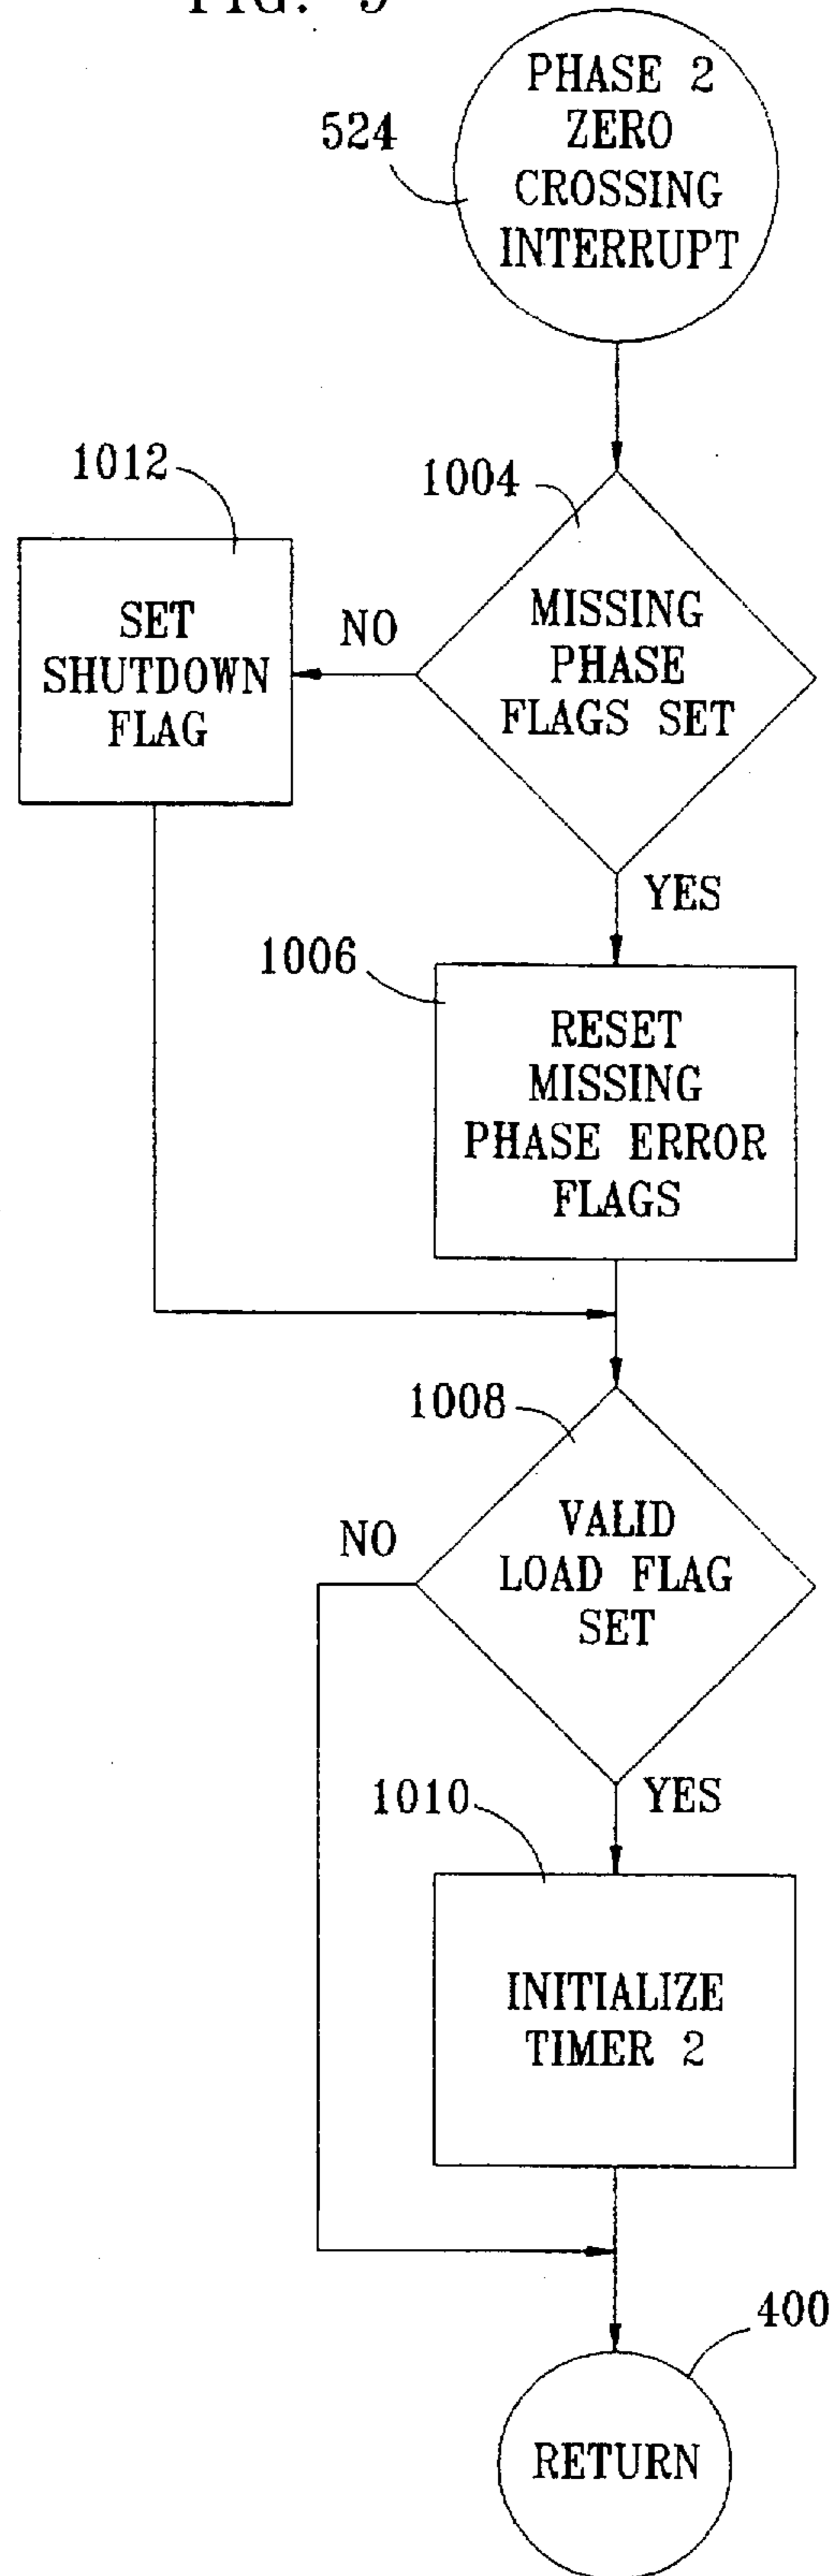 FIG. 9
PHASE 2
ZERO
CROSSING
INTERRUPT
524
1012
1004
SET
SHUTDOWN
FLAG
NO
MISSING
PHASE
FLAGS SET
YES
1006
RESET
MISSING
PHASE ERROR
FLAGS
1008
NO
VALID
LOAD FLAG
SET
1010
YES
INITIALIZE
TIMER 2
400
RETURN